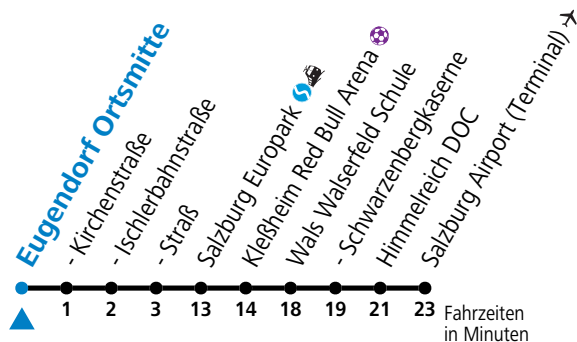 Eugendorf Ortsmitte
- Kirchenstraße
- Ischlerbahnstraße
- Straß
Salzburg Europark
Kleßheim Red Bull Arena
Wals Walserfeld Schule
- Schwarzenbergkaserne
Himmelreich DOC
Salzburg Airport (Terminal)
1 2 3 13 14 18 19 21 23 Fahrzeiten
in Minuten